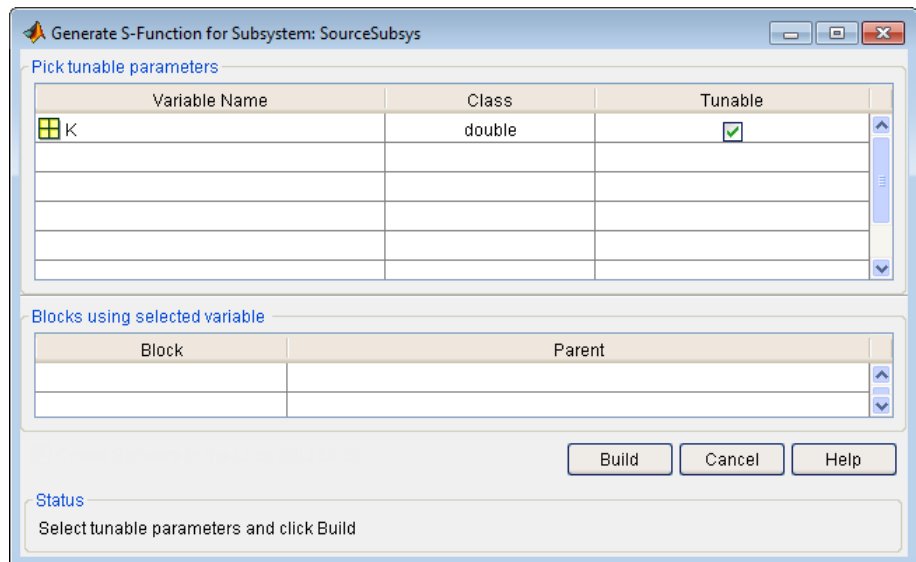 Generate S-Function for Subsystem: SourceSubsys
Pick tunable parameters
Variable Name Class Tunable
K double
Blocks using selected variable
Block Parent
Build Cancel Help
Status
Select tunable parameters and click Build